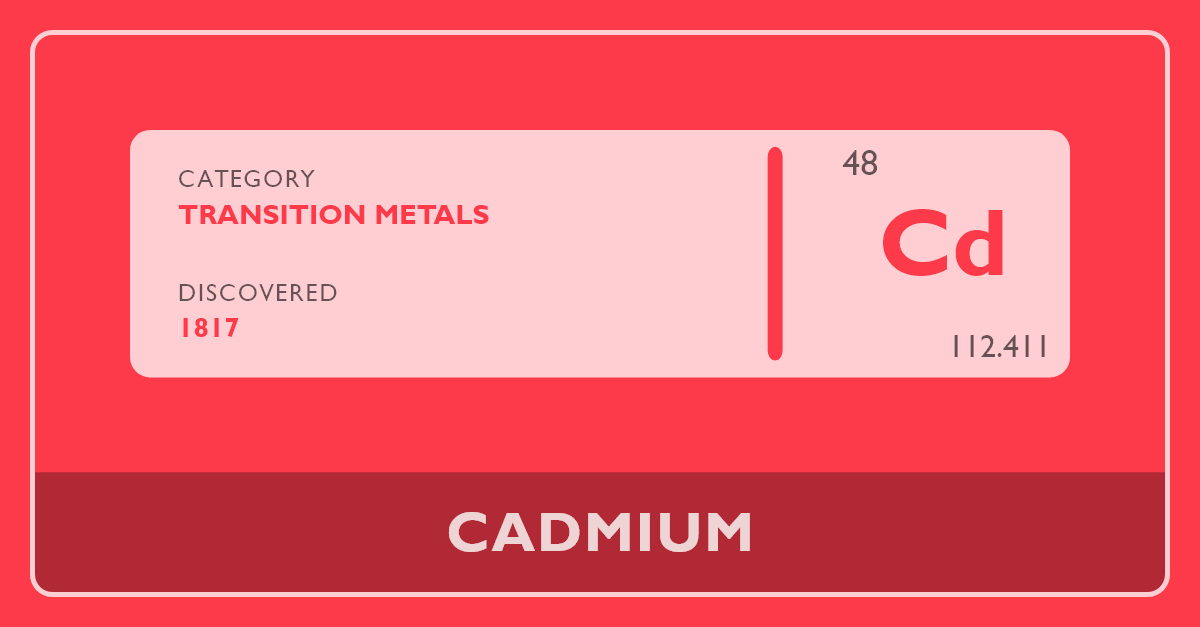 CATEGORY
TRANSITION METALS
DISCOVERED
1817
48
Cd
112.411
CADMIUM